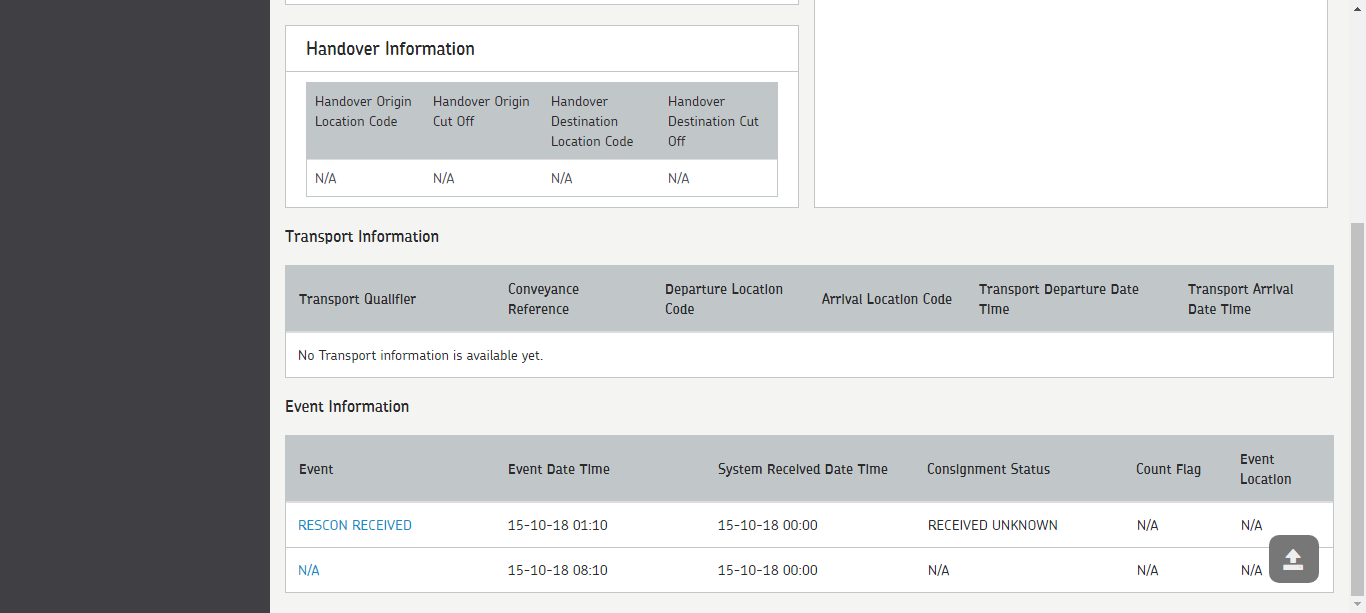 Handover Information
Handover Origin Location Code
Handover Origin Cut Off
Handover Destination Location Code
Handover Destination Cut Off
N/A N/A N/A N/A
Transport Information
Transport Qualifier
Conveyance Reference
Departure Location Code
Arrival Location Code
Transport Departure Date Time
Transport Arrival Date Time
No Transport information is available yet.
Event Information
Event
Event Date Time
System Received Date Time
Consignment Status
Count Flag
Event Location
RESCON RECEIVED 15-10-18 01:10 15-10-18 00:00 RECEIVED UNKNOWN N/A N/A
N/A 15-10-18 08:10 15-10-18 00:00 N/A N/A N/A